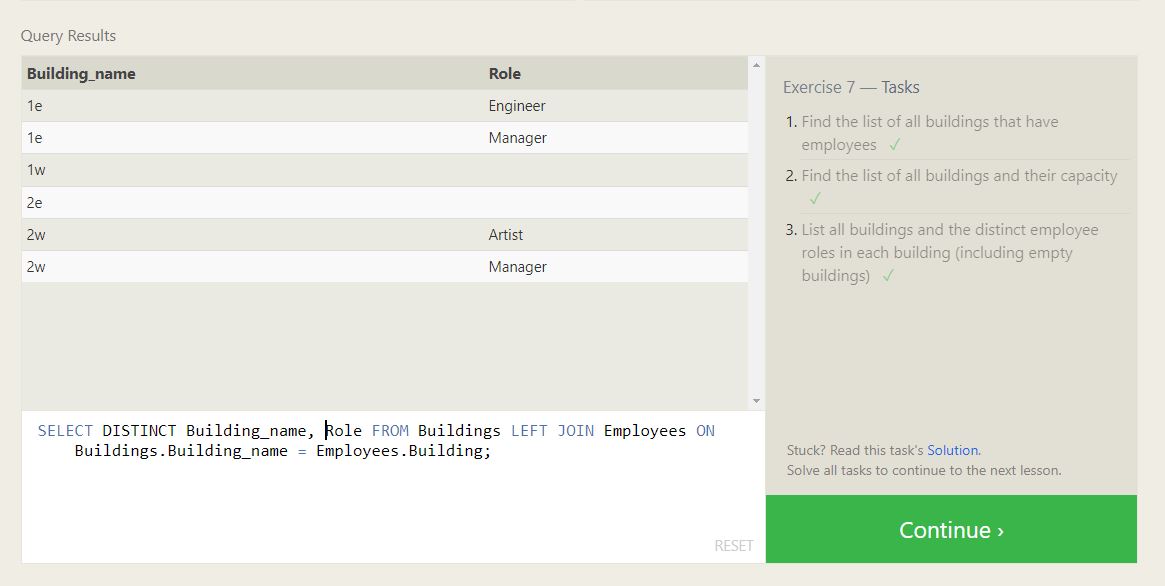 Query Results
Building_name Role
1e Engineer
1e Manager
1w
2e
2w Artist
2w Manager
SELECT DISTINCT Building_name, Role FROM Buildings LEFT JOIN Employees ON
Buildings.Building_name = Employees.Building;
RESET
Exercise 7 — Tasks
1. Find the list of all buildings that have
employees ✓
2. Find the list of all buildings and their capacity
✓
3. List all buildings and the distinct employee
roles in each building (including empty
buildings) ✓
Stuck? Read this task's Solution.
Solve all tasks to continue to the next lesson.
Continue ›